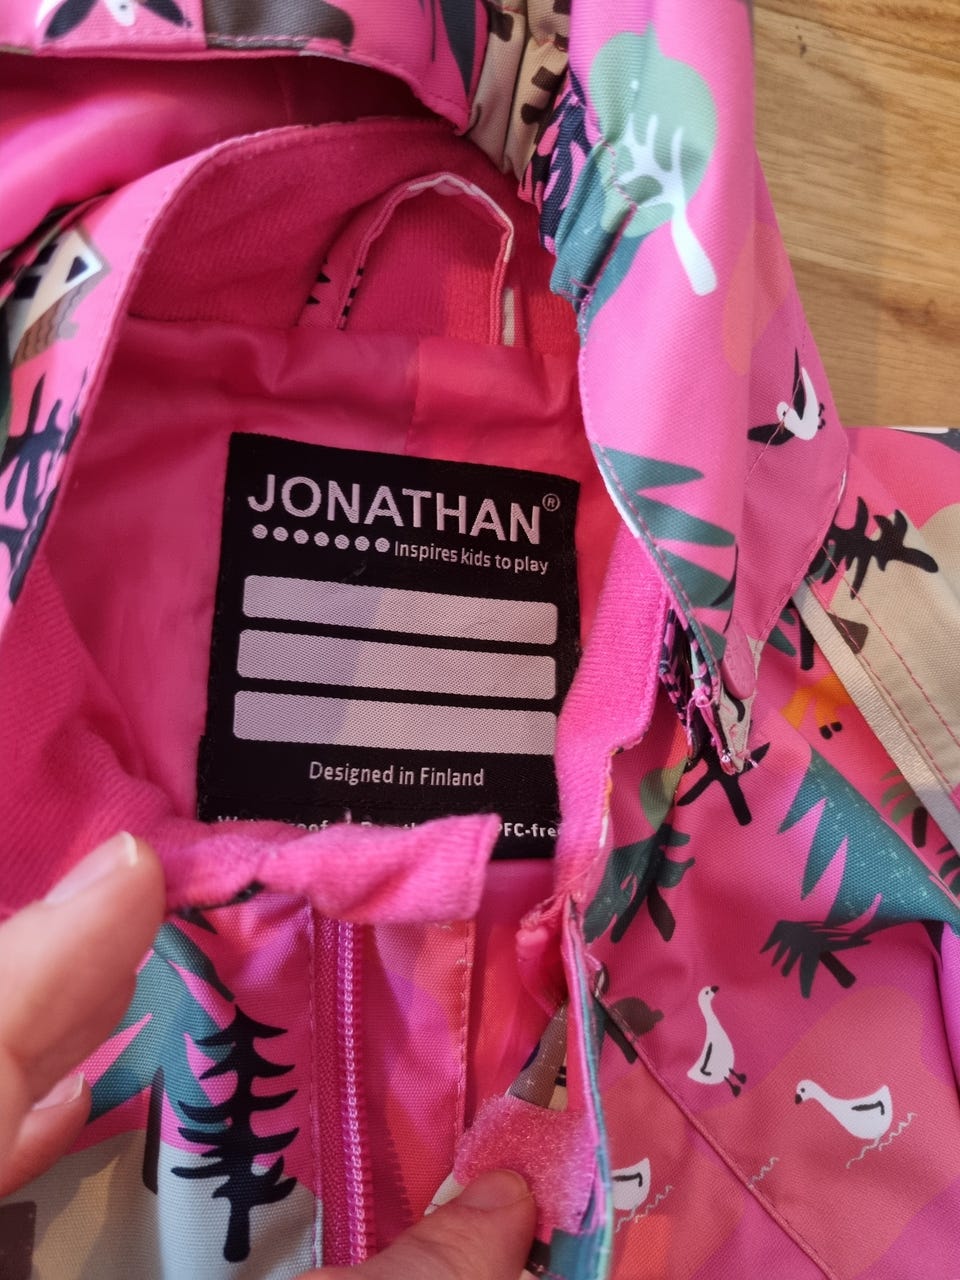 JONATHAN®
Inspires kids to play
Designed in Finland
PFC-free